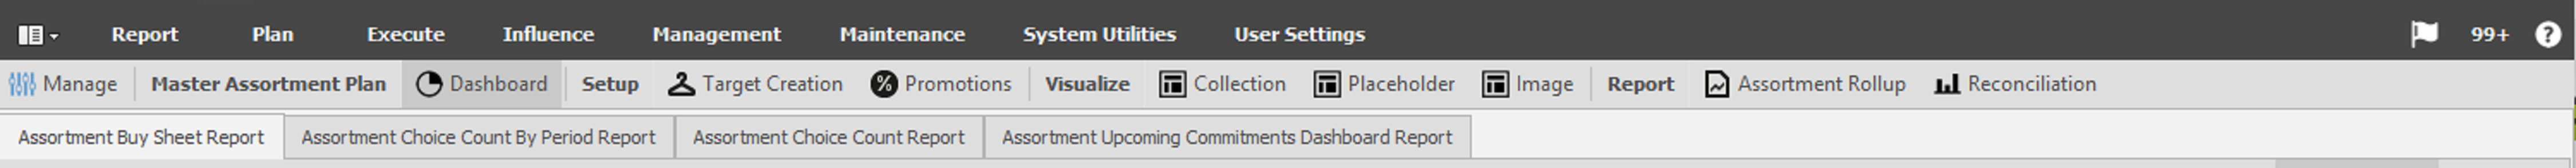 Report Plan Execute Influence Management Maintenance System Utilities User Settings 99+ ?
Manage Master Assortment Plan Dashboard Setup Target Creation % Promotions Visualize Collection Placeholder Image Report Assortment Rollup Reconciliation
Assortment Buy Sheet Report Assortment Choice Count By Period Report Assortment Choice Count Report Assortment Upcoming Commitments Dashboard Report